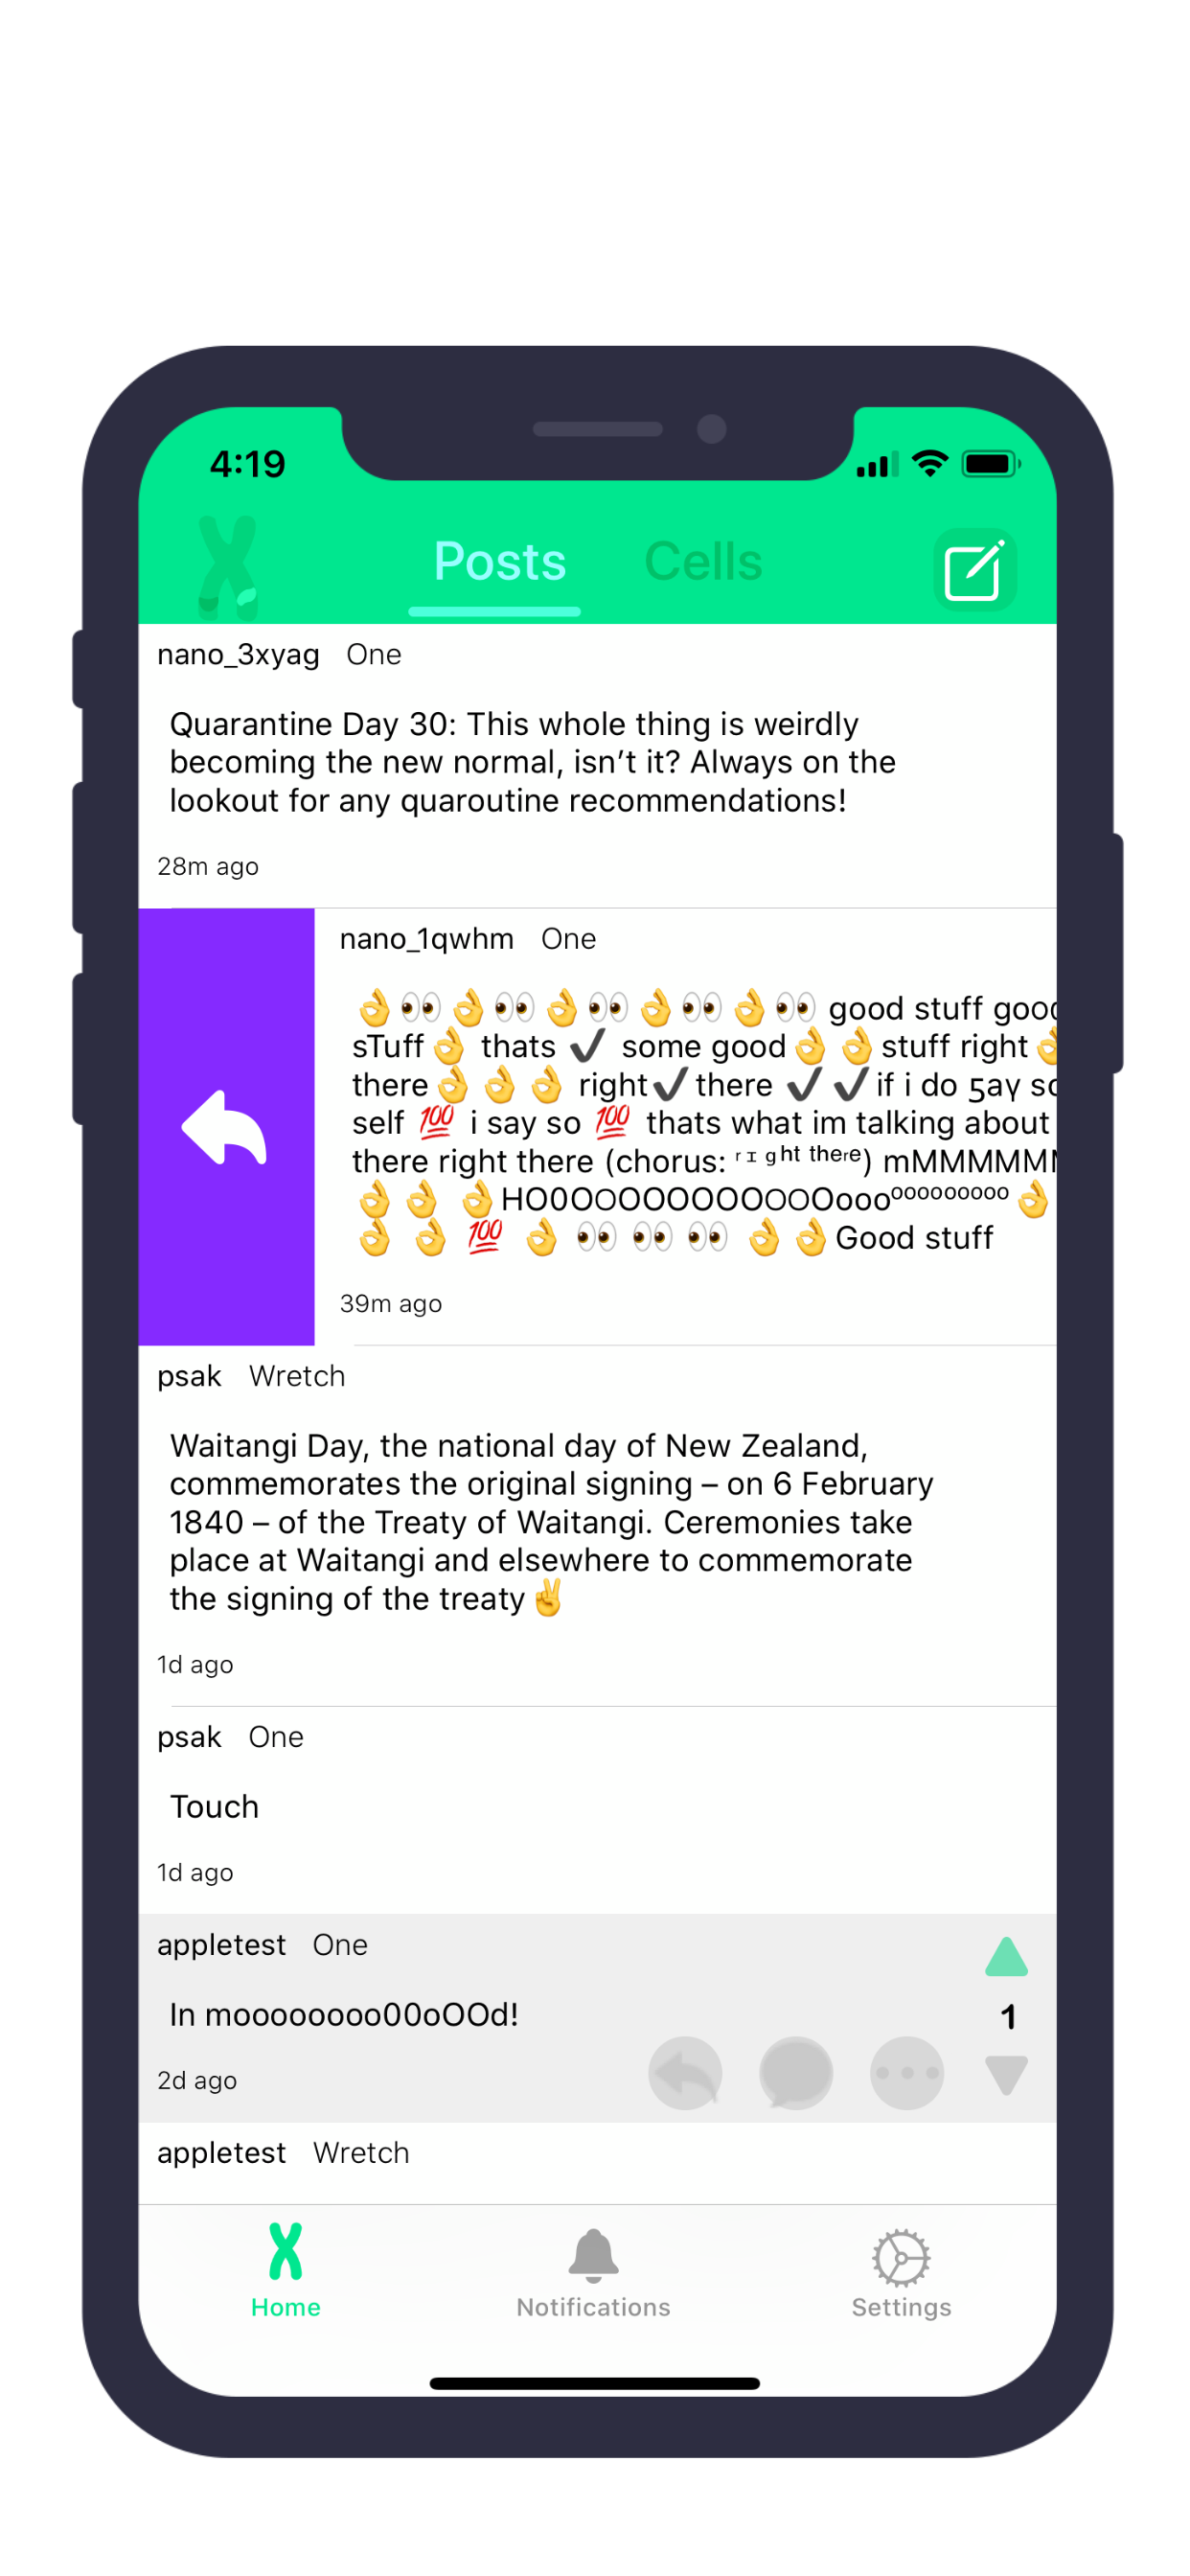 4:19
Posts Cells
nano_3xyag One
Quarantine Day 30: This whole thing is weirdly
becoming the new normal, isn’t it? Always on the
lookout for any quaroutine recommendations!
28m ago
nano_1qwhm One
👌👀👌👀👌👀👌👀👌👀 good stuff good
sTuff👌 thats ✔ some good👌👌stuff right👌
there👌👌👌 right✔there ✔✔if i do ƽaү so
self 💯 i say so 💯 thats what im talking about
there right there (chorus: ʳᶦᵍʰᵗ ᵗʰᵉʳᵉ) mMMMMM
👌👌 👌HO0OОOOOOOOOООOoooᵒᵒᵒᵒᵒᵒᵒᵒᵒ👌
👌 👌 💯 👌 👀 👀 👀 👌👌Good stuff
39m ago
psak Wretch
Waitangi Day, the national day of New Zealand,
commemorates the original signing – on 6 February
1840 – of the Treaty of Waitangi. Ceremonies take
place at Waitangi and elsewhere to commemorate
the signing of the treaty✌️
1d ago
psak One
Touch
1d ago
appletest One
In moooooooo00oOOd!
1
2d ago
appletest Wretch
Home Notifications Settings